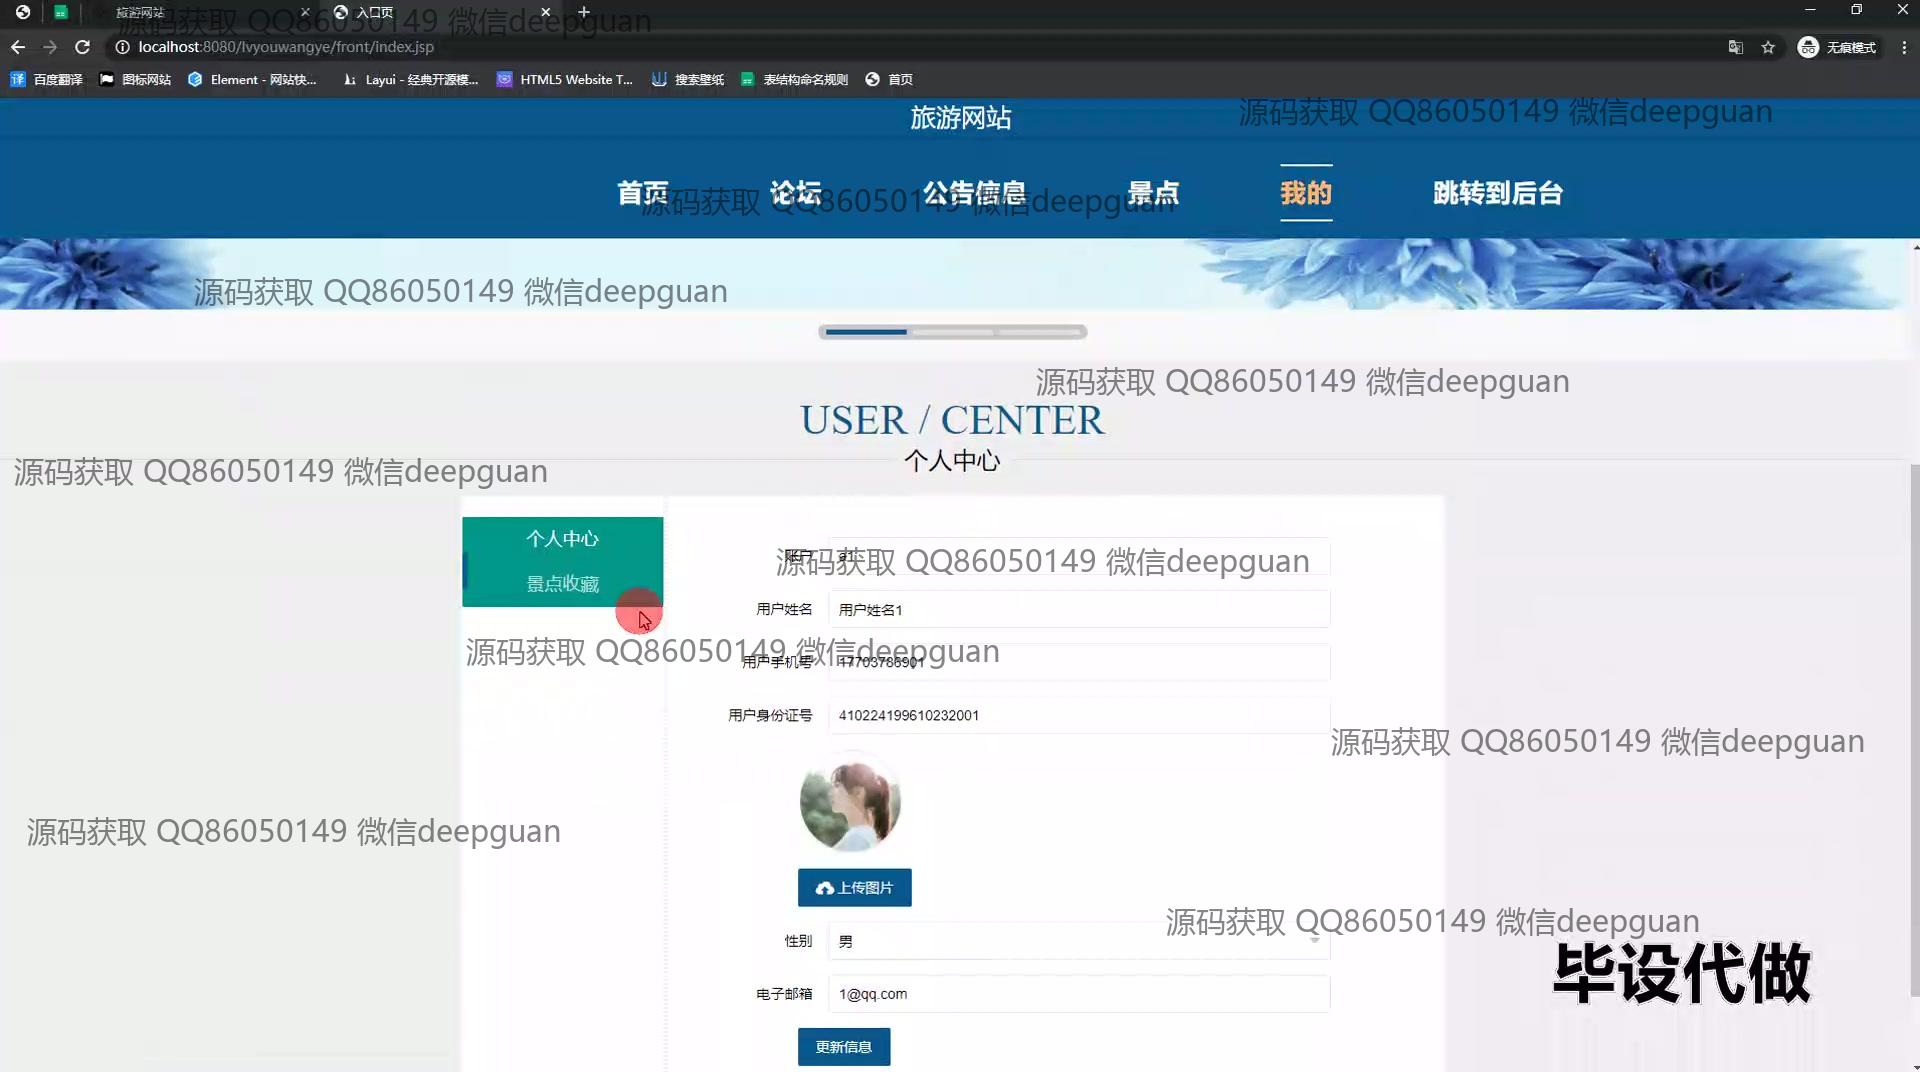 旅游网站
入口页
源码获取 QQ86050149 微信deepguan
localhost:8080/lvyouwangye/front/index.jsp
无痕模式
百度翻译 图标网站 Element - 网站快... Layui - 经典开源模... HTML5 Website T... 搜索壁纸 表结构命名规则 首页
旅游网站
源码获取 QQ86050149 微信deepguan
首页 论坛 公告信息 景点 我的 跳转到后台
源码获取 QQ86050149 微信deepguan
源码获取 QQ86050149 微信deepguan
源码获取 QQ86050149 微信deepguan
USER / CENTER
个人中心
源码获取 QQ86050149 微信deepguan
个人中心
景点收藏
账户 a1
源码获取 QQ86050149 微信deepguan
用户姓名 用户姓名1
源码获取 QQ86050149 微信deepguan
用户手机号 17703786901
用户身份证号 410224199610232001
源码获取 QQ86050149 微信deepguan
源码获取 QQ86050149 微信deepguan
上传图片
源码获取 QQ86050149 微信deepguan
性别 男
毕设代做
电子邮箱 1@qq.com
更新信息